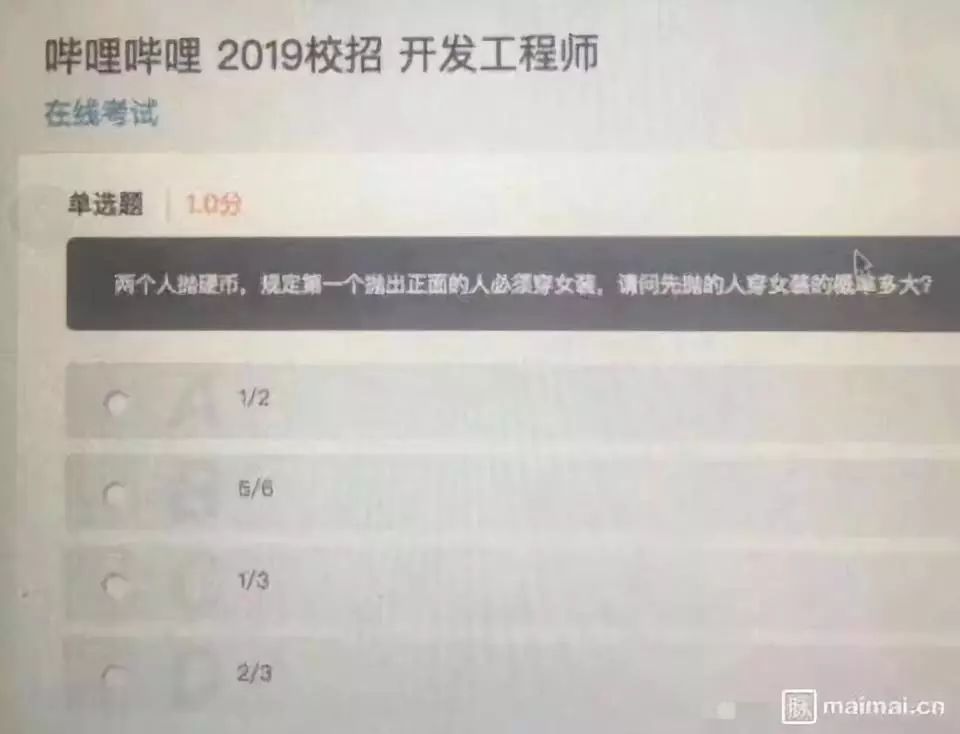 哔哩哔哩 2019校招 开发工程师
在线考试
单选题 1.0分
两个人抛硬币，规定第一个抛出正面的人必须穿女装，请问先抛的人穿女装的概率多大？
A 1/2
B 5/6
C 1/3
D 2/3
脉 maimai.cn